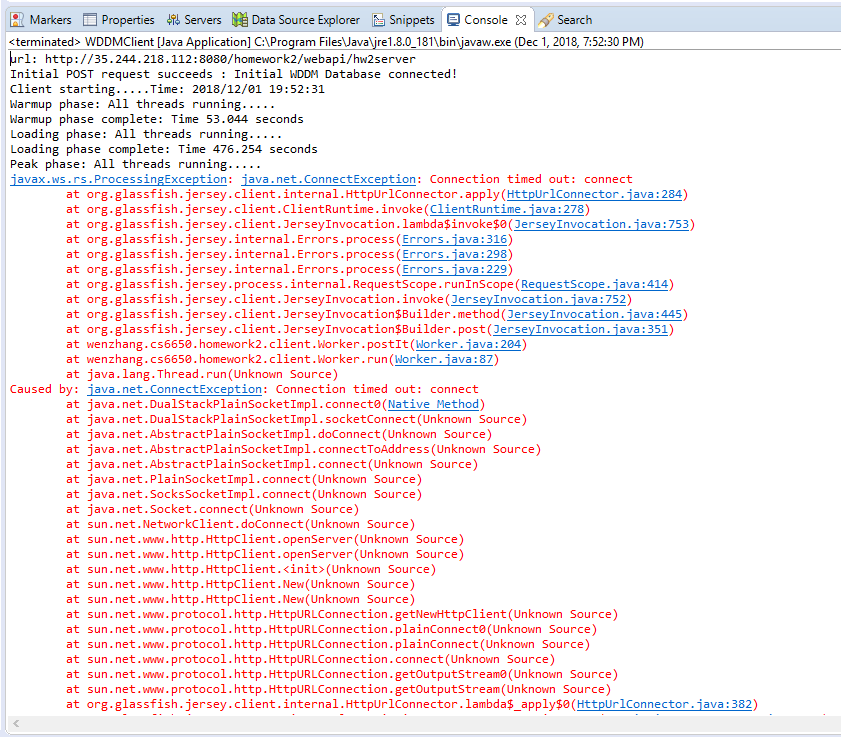 Markers Properties Servers Data Source Explorer Snippets Console Search
<terminated> WDDMClient [Java Application] C:\Program Files\Java\jre1.8.0_181\bin\javaw.exe (Dec 1, 2018, 7:52:30 PM)
url: http://35.244.218.112:8080/homework2/webapi/hw2server
Initial POST request succeeds : Initial WDDM Database connected!
Client starting.....Time: 2018/12/01 19:52:31
Warmup phase: All threads running.....
Warmup phase complete: Time 53.044 seconds
Loading phase: All threads running.....
Loading phase complete: Time 476.254 seconds
Peak phase: All threads running.....
javax.ws.rs.ProcessingException: java.net.ConnectException: Connection timed out: connect
at org.glassfish.jersey.client.internal.HttpUrlConnector.apply(HttpUrlConnector.java:284)
at org.glassfish.jersey.client.ClientRuntime.invoke(ClientRuntime.java:278)
at org.glassfish.jersey.client.JerseyInvocation.lambda$invoke$0(JerseyInvocation.java:753)
at org.glassfish.jersey.internal.Errors.process(Errors.java:316)
at org.glassfish.jersey.internal.Errors.process(Errors.java:298)
at org.glassfish.jersey.internal.Errors.process(Errors.java:229)
at org.glassfish.jersey.process.internal.RequestScope.runInScope(RequestScope.java:414)
at org.glassfish.jersey.client.JerseyInvocation.invoke(JerseyInvocation.java:752)
at org.glassfish.jersey.client.JerseyInvocation$Builder.method(JerseyInvocation.java:445)
at org.glassfish.jersey.client.JerseyInvocation$Builder.post(JerseyInvocation.java:351)
at wenzhang.cs6650.homework2.client.Worker.postIt(Worker.java:204)
at wenzhang.cs6650.homework2.client.Worker.run(Worker.java:87)
at java.lang.Thread.run(Unknown Source)
Caused by: java.net.ConnectException: Connection timed out: connect
at java.net.DualStackPlainSocketImpl.connect0(Native Method)
at java.net.DualStackPlainSocketImpl.socketConnect(Unknown Source)
at java.net.AbstractPlainSocketImpl.doConnect(Unknown Source)
at java.net.AbstractPlainSocketImpl.connectToAddress(Unknown Source)
at java.net.AbstractPlainSocketImpl.connect(Unknown Source)
at java.net.PlainSocketImpl.connect(Unknown Source)
at java.net.SocksSocketImpl.connect(Unknown Source)
at java.net.Socket.connect(Unknown Source)
at sun.net.NetworkClient.doConnect(Unknown Source)
at sun.net.www.http.HttpClient.openServer(Unknown Source)
at sun.net.www.http.HttpClient.openServer(Unknown Source)
at sun.net.www.http.HttpClient.<init>(Unknown Source)
at sun.net.www.http.HttpClient.New(Unknown Source)
at sun.net.www.http.HttpClient.New(Unknown Source)
at sun.net.www.protocol.http.HttpURLConnection.getNewHttpClient(Unknown Source)
at sun.net.www.protocol.http.HttpURLConnection.plainConnect0(Unknown Source)
at sun.net.www.protocol.http.HttpURLConnection.plainConnect(Unknown Source)
at sun.net.www.protocol.http.HttpURLConnection.connect(Unknown Source)
at sun.net.www.protocol.http.HttpURLConnection.getOutputStream0(Unknown Source)
at sun.net.www.protocol.http.HttpURLConnection.getOutputStream(Unknown Source)
at org.glassfish.jersey.client.internal.HttpUrlConnector.lambda$_apply$0(HttpUrlConnector.java:382)